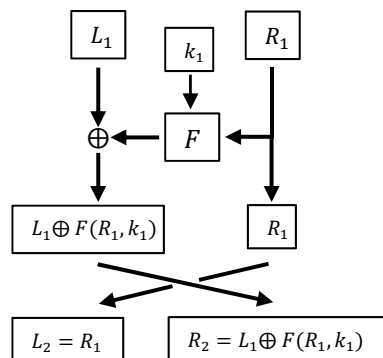 L₁
k₁
R₁
⊕
F
L₁⊕ F(R₁, k₁)
R₁
L₂ = R₁
R₂ = L₁⊕ F(R₁, k₁)